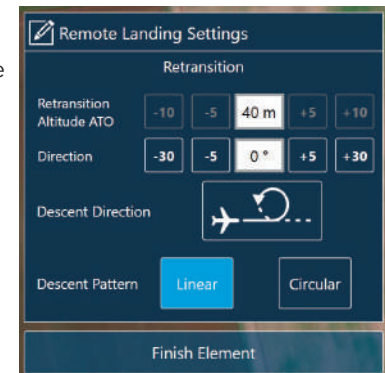 Remote Landing Settings
e
Retransition
Retransition
Altitude ATO
-10 -5 40 m +5 +10
Direction -30 -5 0 ° +5 +30
Descent Direction
Descent Pattern Linear Circular
Finish Element